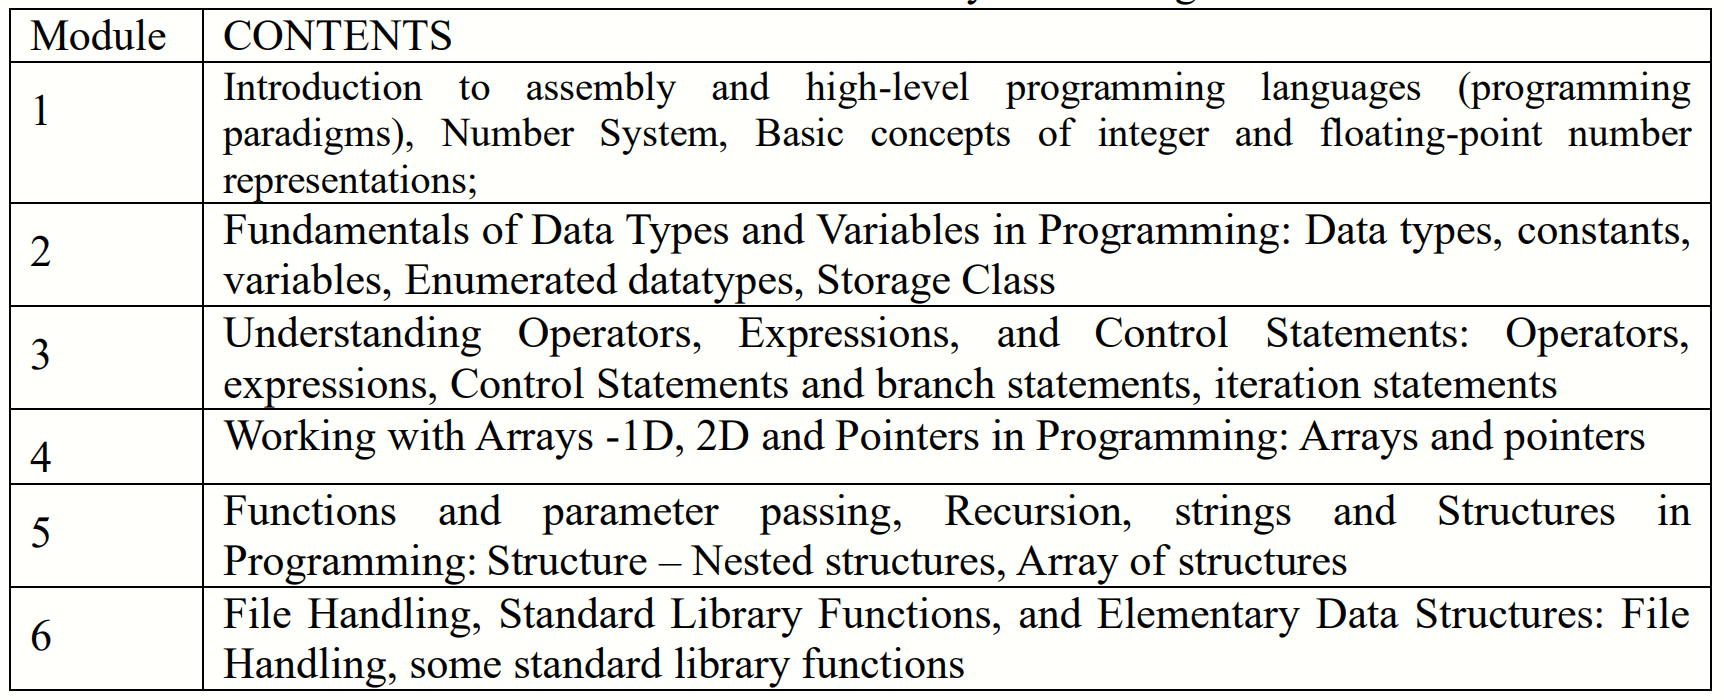 Module CONTENTS
1
Introduction to assembly and high-level programming languages (programming
paradigms), Number System, Basic concepts of integer and floating-point number
representations;
2
Fundamentals of Data Types and Variables in Programming: Data types, constants,
variables, Enumerated datatypes, Storage Class
3
Understanding Operators, Expressions, and Control Statements: Operators,
expressions, Control Statements and branch statements, iteration statements
4
Working with Arrays -1D, 2D and Pointers in Programming: Arrays and pointers
5
Functions and parameter passing, Recursion, strings and Structures in
Programming: Structure – Nested structures, Array of structures
6
File Handling, Standard Library Functions, and Elementary Data Structures: File
Handling, some standard library functions